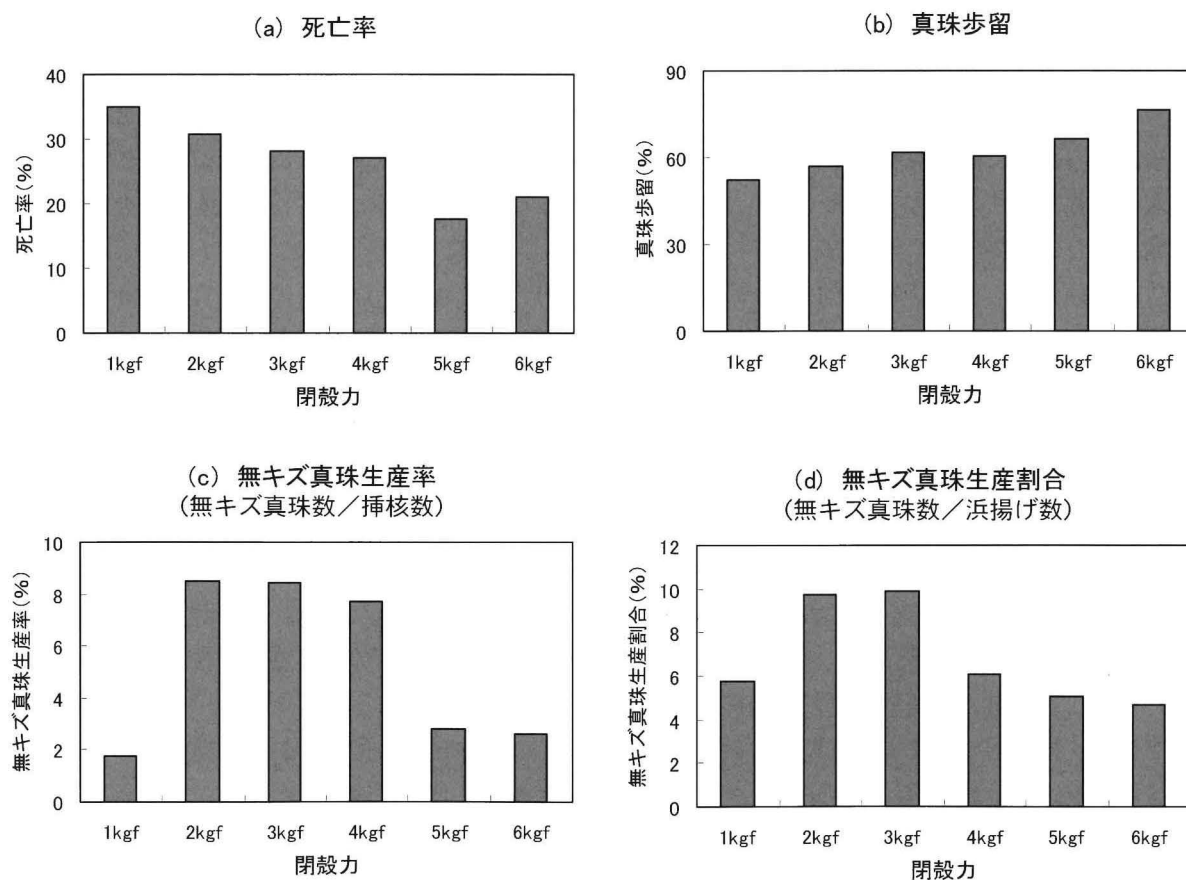 (a) 死亡率
40
30
20
10
0
死亡率(%)
1kgf 2kgf 3kgf 4kgf 5kgf 6kgf
閉殻力
(b) 真珠歩留
90
60
30
0
真珠歩留(%)
1kgf 2kgf 3kgf 4kgf 5kgf 6kgf
閉殻力
(c) 無キズ真珠生産率
(無キズ真珠数/挿核数)
10
8
6
4
2
0
無キズ真珠生産率(%)
1kgf 2kgf 3kgf 4kgf 5kgf 6kgf
閉殻力
(d) 無キズ真珠生産割合
(無キズ真珠数/浜揚げ数)
12
10
8
6
4
2
0
無キズ真珠生産割合(%)
1kgf 2kgf 3kgf 4kgf 5kgf 6kgf
閉殻力